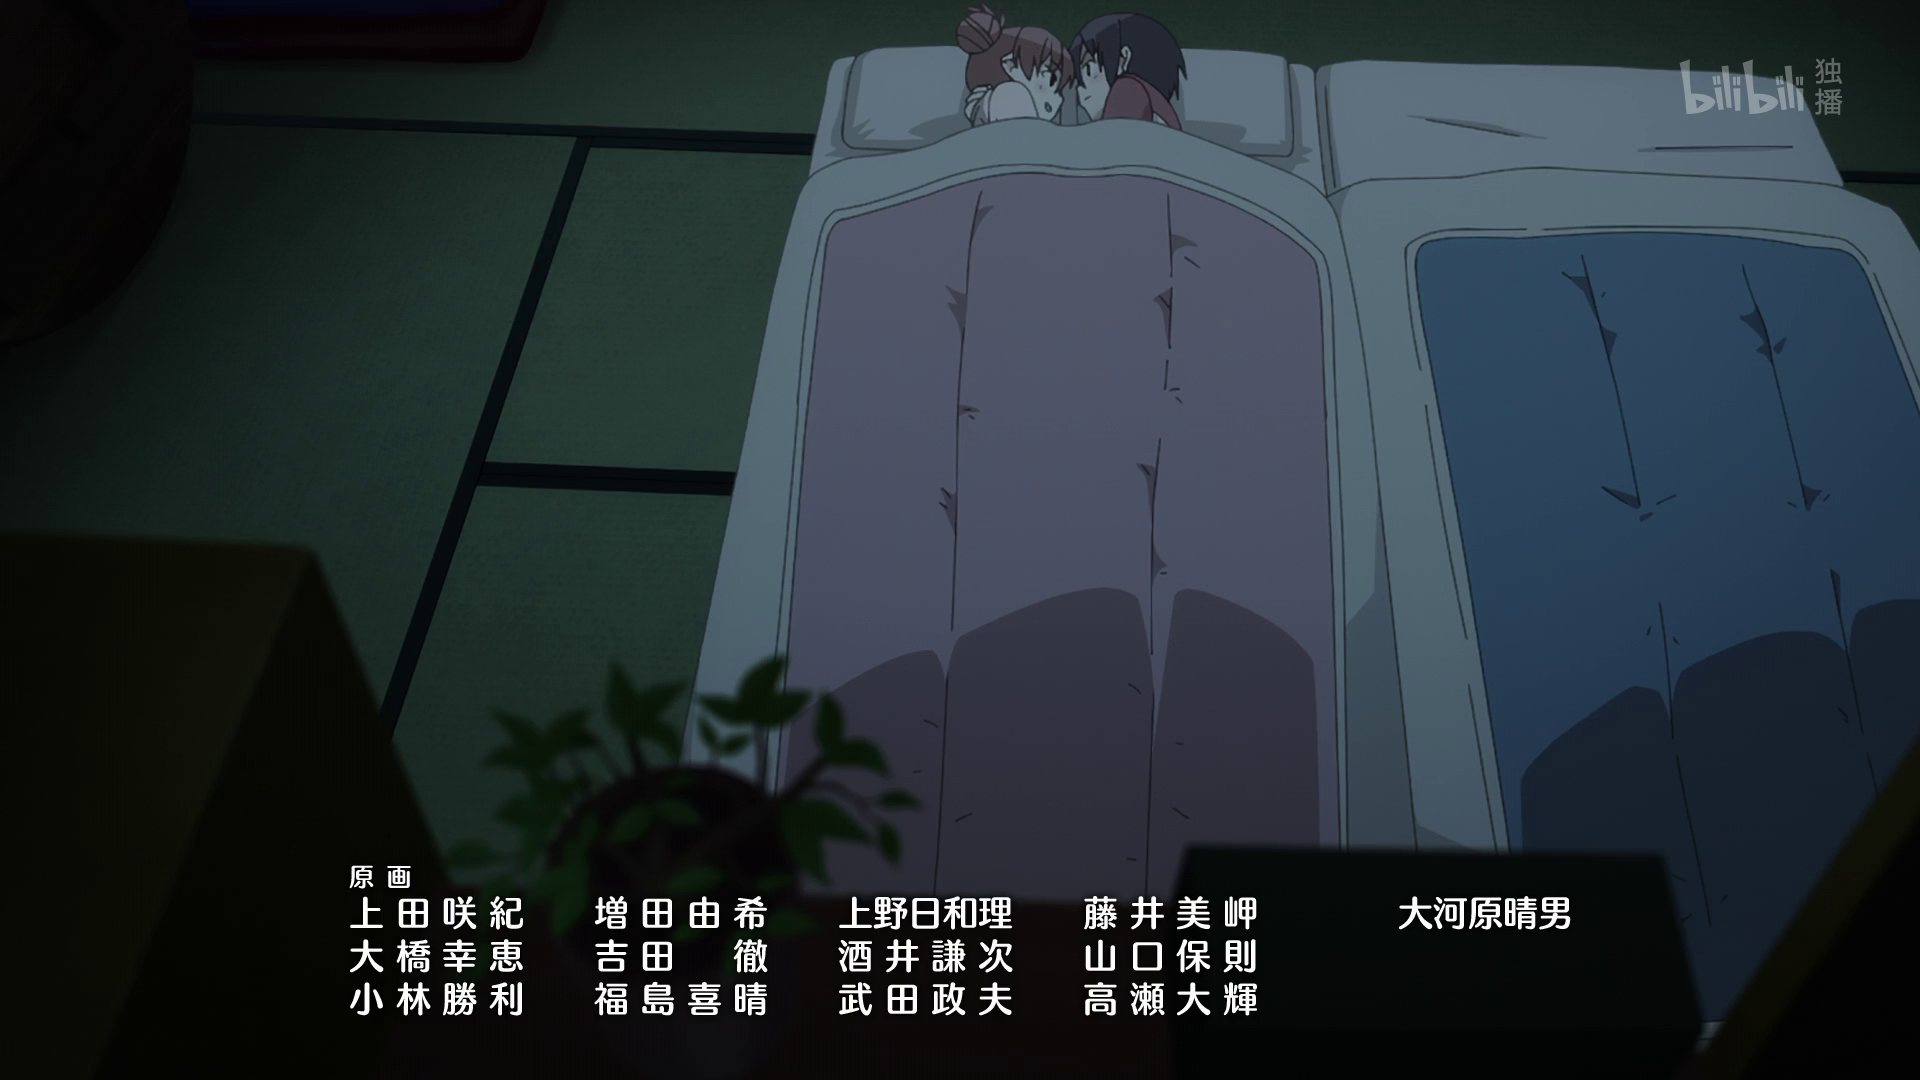 bilibili 独播
原画
上田咲紀 増田由希 上野日和理 藤井美岬 大河原晴男
大橋幸恵 吉田 徹 酒井謙次 山口保則
小林勝利 福島喜晴 武田政夫 高瀬大輝